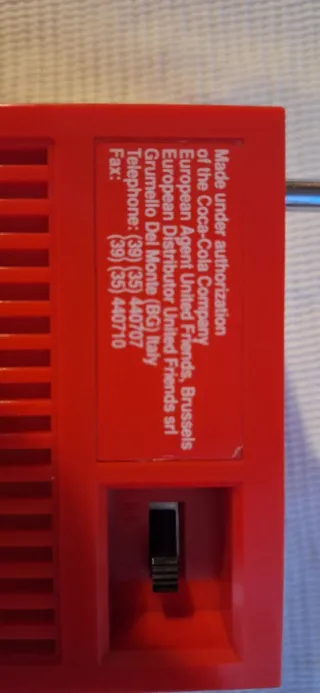 Made under authorization
of the Coca-Cola Company
European Agent United Friends, Brussels
European Distributor United Friends srl
Grumello Del Monte (BG) Italy
Telephone: (39) (35) 440707
Fax: (39) (35) 440710